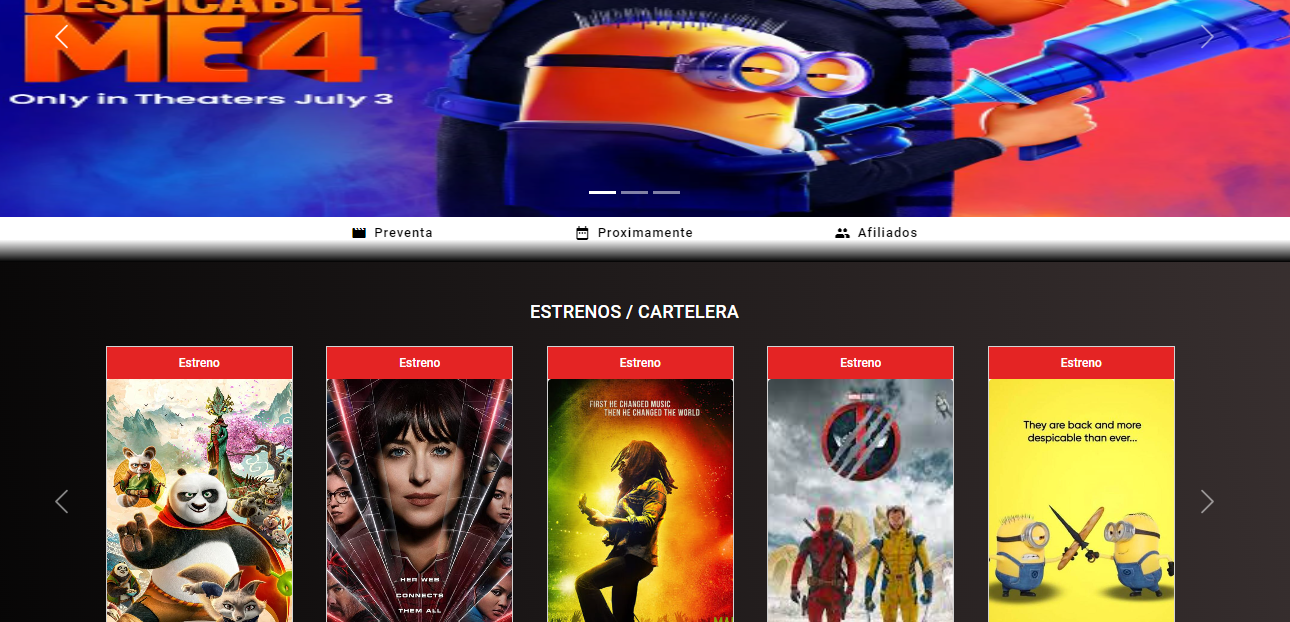 DESPICABLE
ME4
Only in Theaters July 3
Preventa
Proximamente
Afiliados
ESTRENOS / CARTELERA
Estreno
Estreno
Estreno
Estreno
Estreno
FIRST HE CHANGED MUSIC
THEN HE CHANGED THE WORLD
They are back and more
despicable than ever...
HER WEB
CONNECTS
THEM ALL